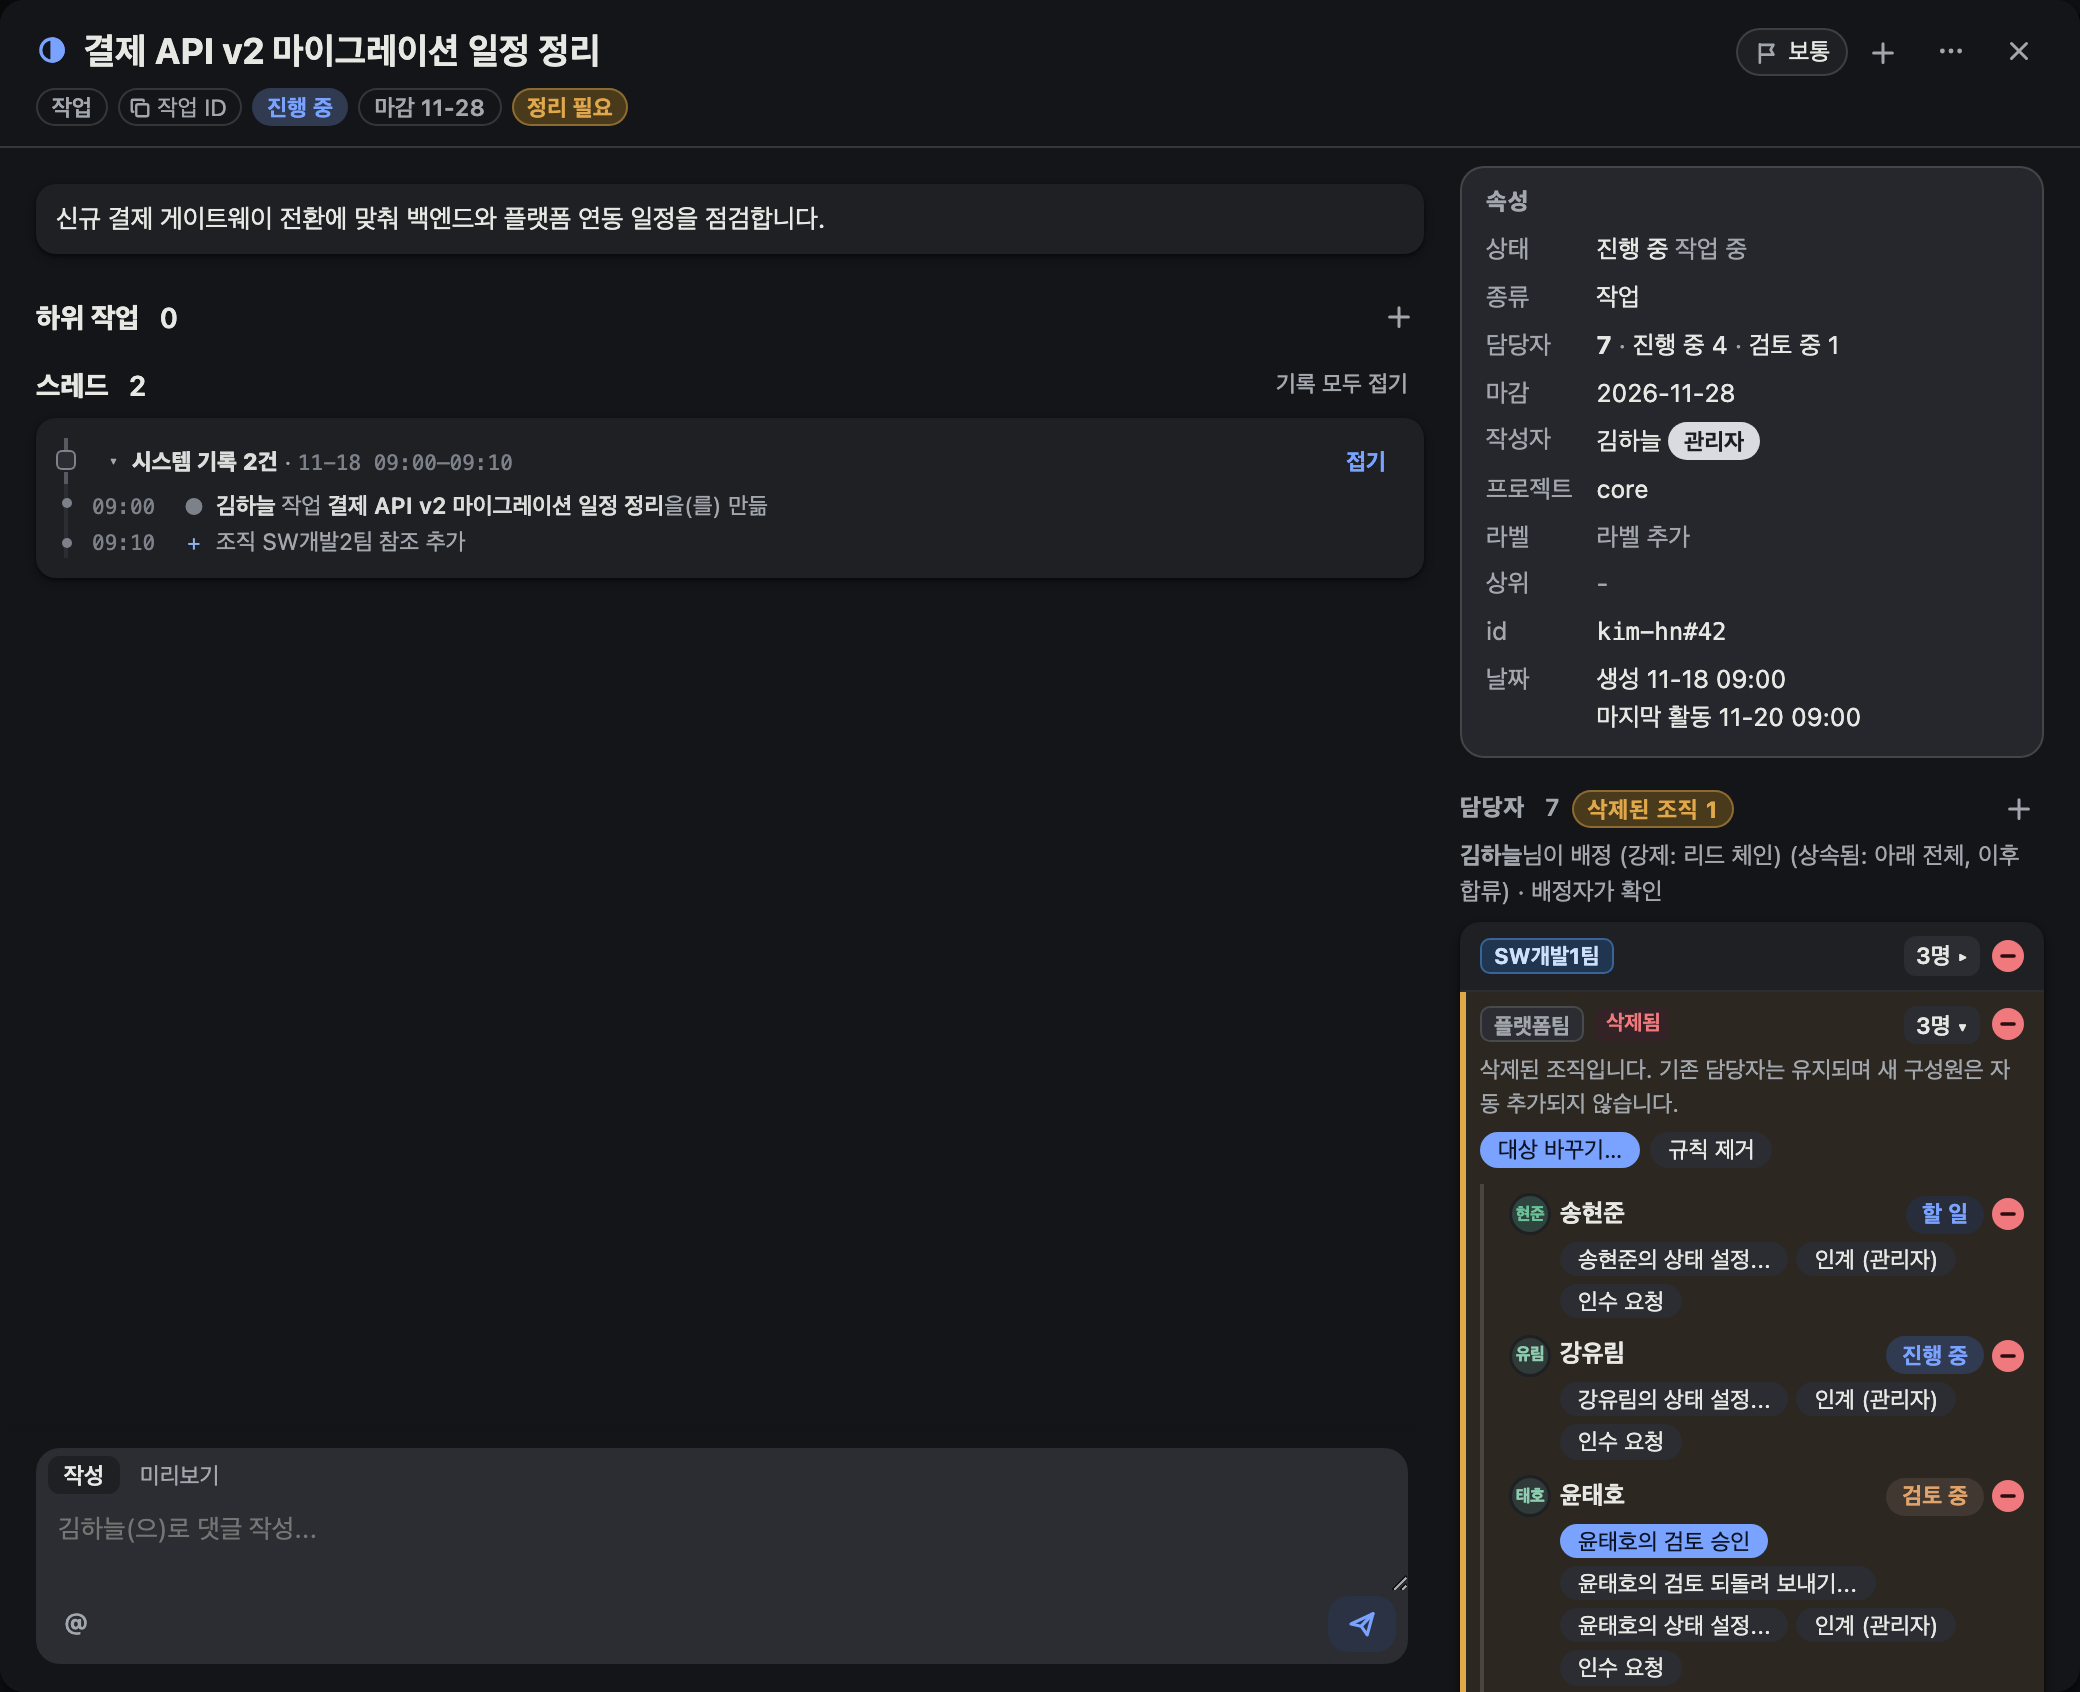 결제 API v2 마이그레이션 일정 정리
보통
작업
작업 ID
진행 중
마감 11-28
정리 필요
신규 결제 게이트웨이 전환에 맞춰 백엔드와 플랫폼 연동 일정을 점검합니다.
하위 작업 0
스레드 2
기록 모두 접기
시스템 기록 2건 · 11-18 09:00–09:10
접기
09:00 김하늘 작업 결제 API v2 마이그레이션 일정 정리을(를) 만듦
09:10 + 조직 SW개발2팀 참조 추가
작성
미리보기
김하늘(으)로 댓글 작성...
@
속성
상태 진행 중 작업 중
종류 작업
담당자 7 · 진행 중 4 · 검토 중 1
마감 2026-11-28
작성자 김하늘 관리자
프로젝트 core
라벨 라벨 추가
상위 -
id kim-hn#42
날짜 생성 11-18 09:00
마지막 활동 11-20 09:00
담당자 7 삭제된 조직 1
김하늘님이 배정 (강제: 리드 체인) (상속됨: 아래 전체, 이후
합류) · 배정자가 확인
SW개발1팀 3명
플랫폼팀 삭제됨 3명
삭제된 조직입니다. 기존 담당자는 유지되며 새 구성원은 자
동 추가되지 않습니다.
대상 바꾸기... 규칙 제거
현준 송현준 할 일
송현준의 상태 설정... 인계 (관리자)
인수 요청
유림 강유림 진행 중
강유림의 상태 설정... 인계 (관리자)
인수 요청
태호 윤태호 검토 중
윤태호의 검토 승인
윤태호의 검토 되돌려 보내기...
윤태호의 상태 설정... 인계 (관리자)
인수 요청